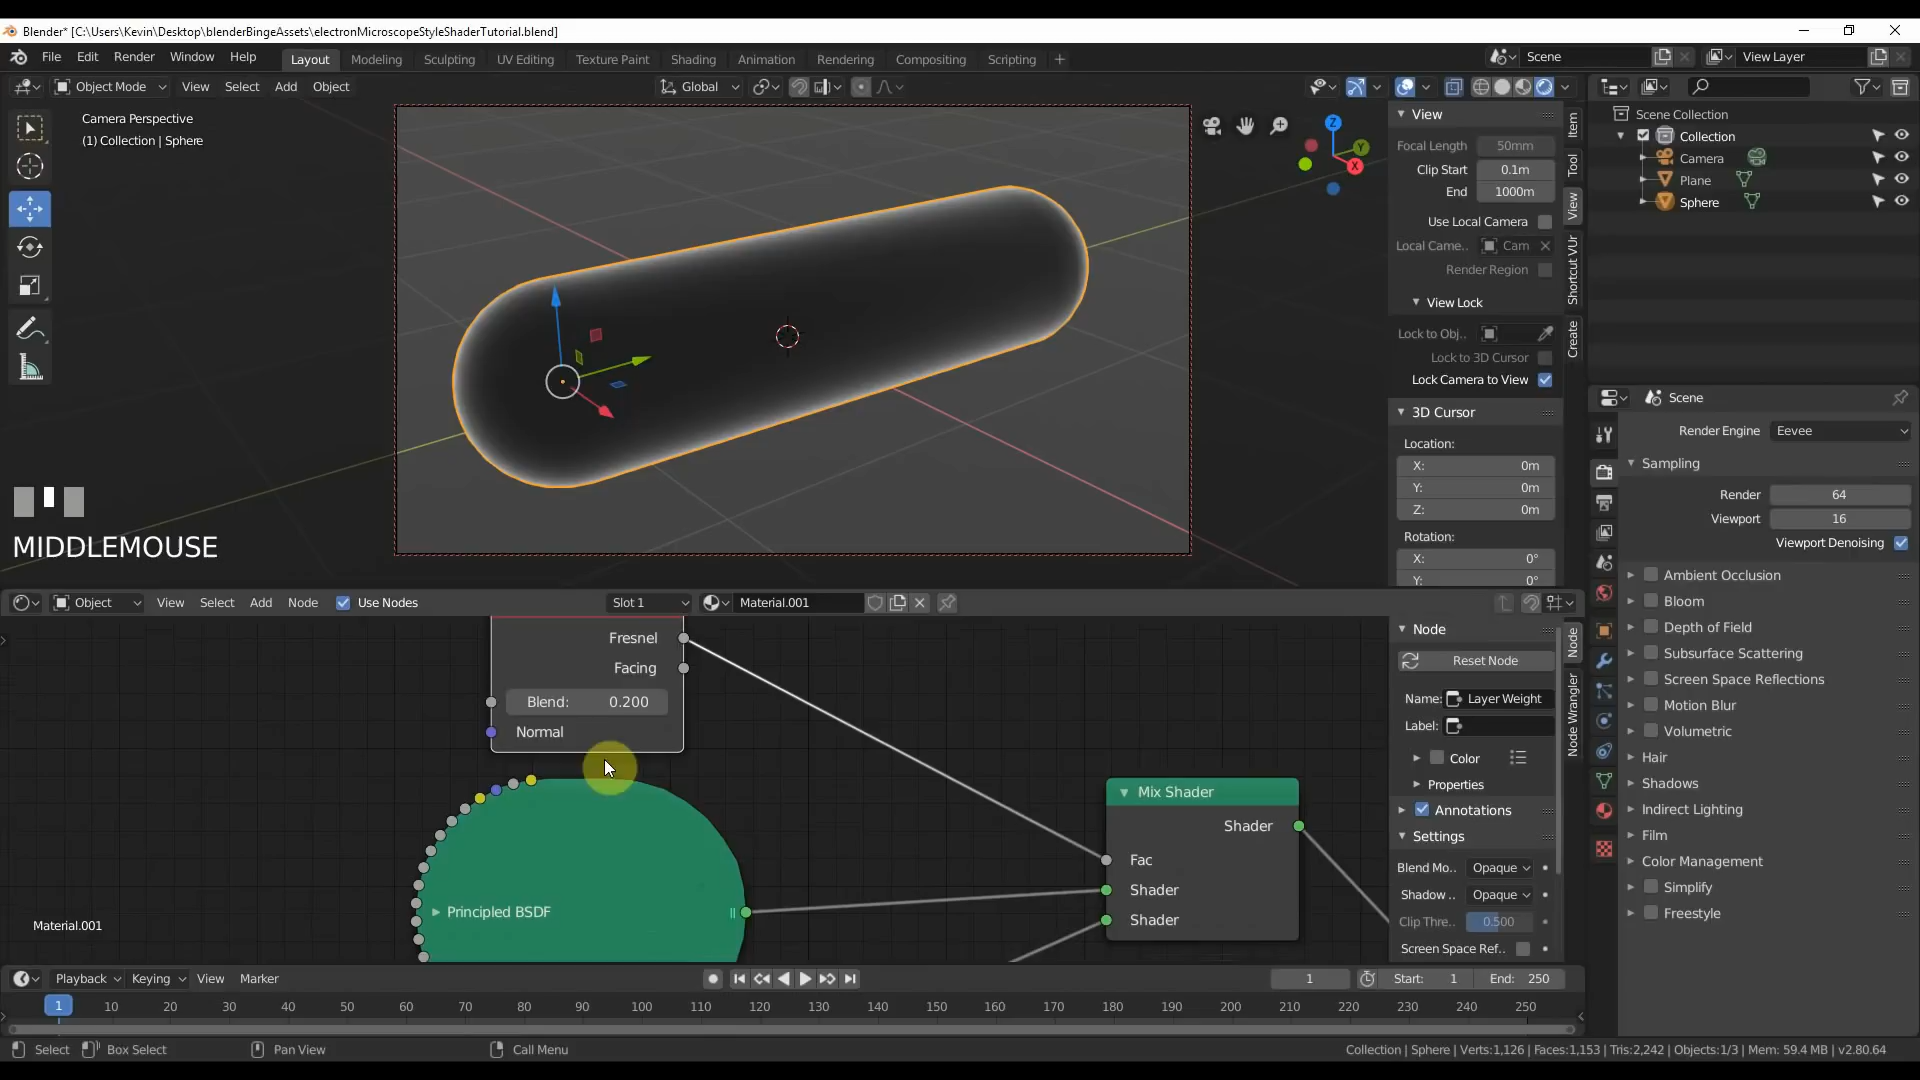 Blender* [C:\Users\Kevin\Desktop\blenderBingeAssets\electronMicroscopeStyleShaderTutorial.blend]
File Edit Render Window Help Layout Modeling Sculpting UV Editing Texture Paint Shading Animation Rendering Compositing Scripting + Scene View Layer
Object Mode View Select Add Object Global
Camera Perspective
(1) Collection | Sphere
Z
Y
X
View
Focal Length 50mm
Clip Start 0.1m
End 1000m
Use Local Camera
Local Came.. Cam
Render Region
View Lock
Lock to Obj..
Lock to 3D Cursor
Lock Camera to View
3D Cursor
Location:
X: 0m
Y: 0m
Z: 0m
Rotation:
X: 0°
Y: 0°
Item
Tool
View
Shortcut VUr
Create
Scene Collection
Collection
Camera
Plane
Sphere
Scene
Render Engine Eevee
Sampling
Render 64
Viewport 16
Viewport Denoising
Ambient Occlusion
Bloom
Depth of Field
Subsurface Scattering
Screen Space Reflections
Motion Blur
Volumetric
Hair
Shadows
Indirect Lighting
Film
Color Management
Simplify
Freestyle
MIDDLEMOUSE
Object View Select Add Node Use Nodes Slot 1 Material.001
Fresnel
Facing
Blend: 0.200
Normal
Principled BSDF
Mix Shader
Shader
Fac
Shader
Shader
Material.001
Node
Reset Node
Name: Layer Weight
Label:
Color
Properties
Annotations
Settings
Blend Mo.. Opaque
Shadow .. Opaque
Clip Thre.. 0.500
Screen Space Ref..
Node
Node Wrangler
Playback Keying View Marker 1 Start: 1 End: 250
1 10 20 30 40 50 60 70 80 90 100 110 120 130 140 150 160 170 180 190 200 210 220 230 240 250
Select Box Select Pan View Call Menu Collection | Sphere | Verts:1,126 | Faces:1,153 | Tris:2,242 | Objects:1/3 | Mem: 59.4 MB | v2.80.64